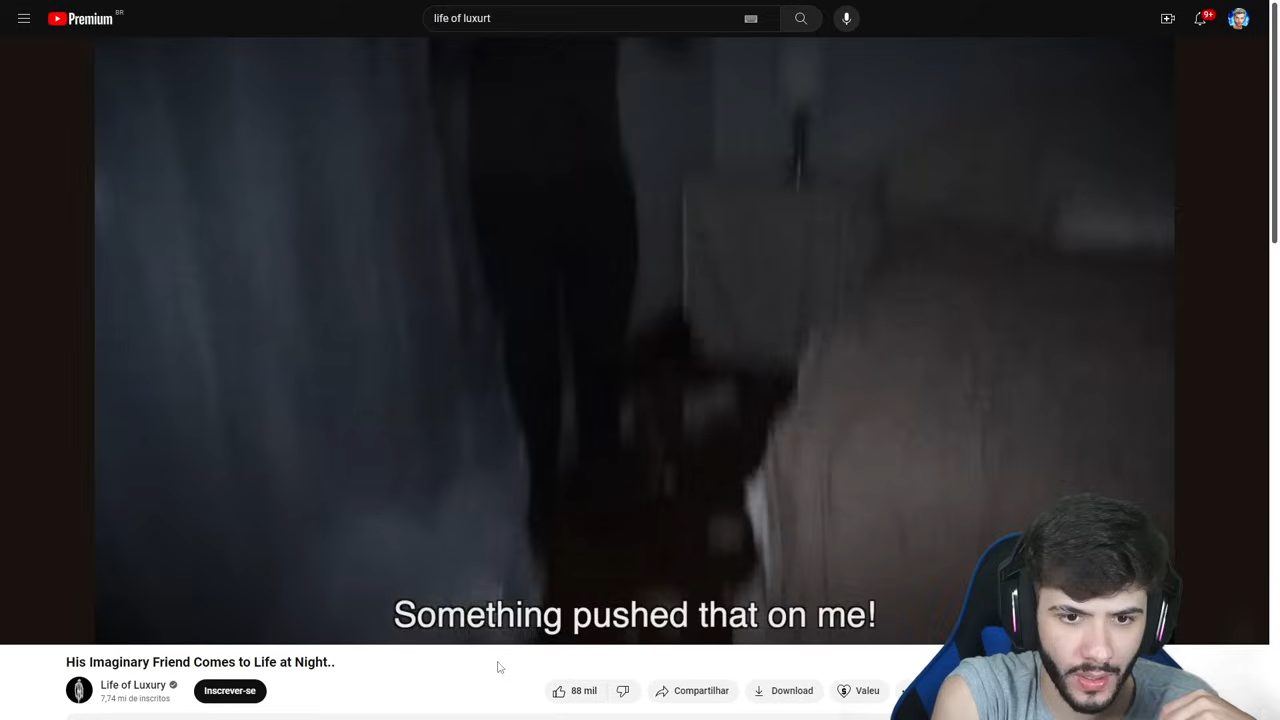 Premium BR
life of luxurt
9+
Something pushed that on me!
His Imaginary Friend Comes to Life at Night..
Life of Luxury
7,74 mi de inscritos
Inscrever-se
88 mil
Compartilhar
Download
Valeu